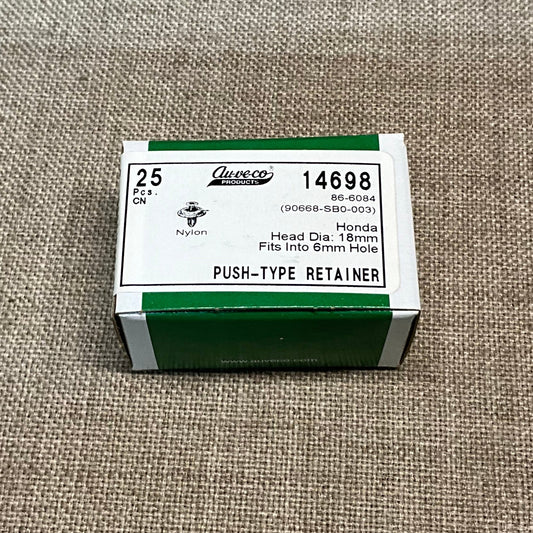 25
Pcs.
CN
Nylon
au-ve-co®
PRODUCTS
14698
86-6084
(90668-SB0-003)
Honda
Head Dia: 18mm
Fits Into 6mm Hole
PUSH-TYPE RETAINER
www.auveco.com